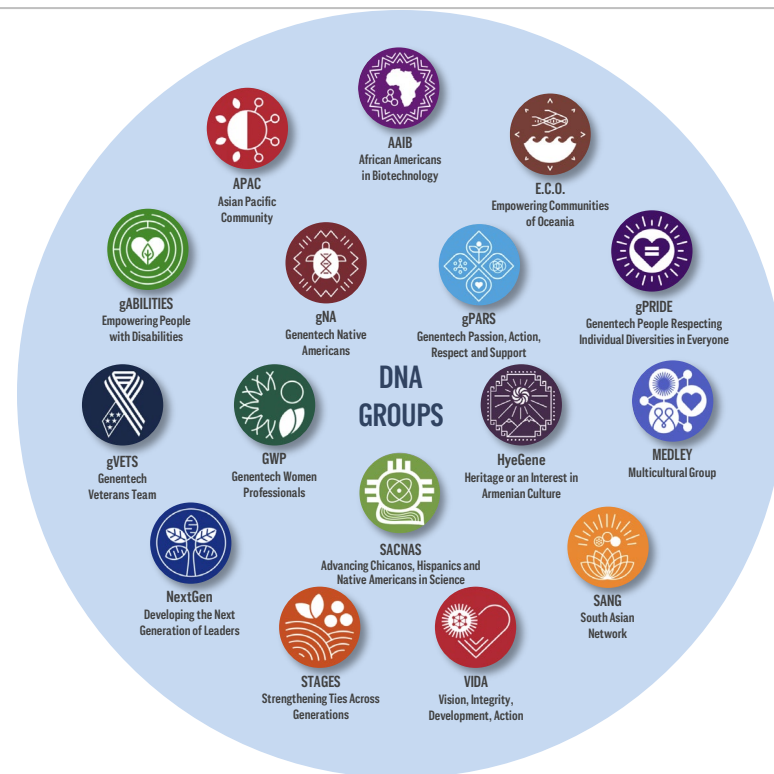 AAIB
African Americans
in Biotechnology
APAC
Asian Pacific
Community
E.C.O.
Empowering Communities
of Oceania
gABILITIES
Empowering People
with Disabilities
gNA
Genentech Native
Americans
gPARS
Genentech Passion, Action,
Respect and Support
gPRIDE
Genentech People Respecting
Individual Diversities in Everyone
DNA
GROUPS
gVETS
Genentech
Veterans Team
GWP
Genentech Women
Professionals
HyeGene
Heritage or an Interest in
Armenian Culture
MEDLEY
Multicultural Group
SACNAS
Advancing Chicanos, Hispanics and
Native Americans in Science
NextGen
Developing the Next
Generation of Leaders
SANG
South Asian
Network
STAGES
Strengthening Ties Across
Generations
VIDA
Vision, Integrity,
Development, Action